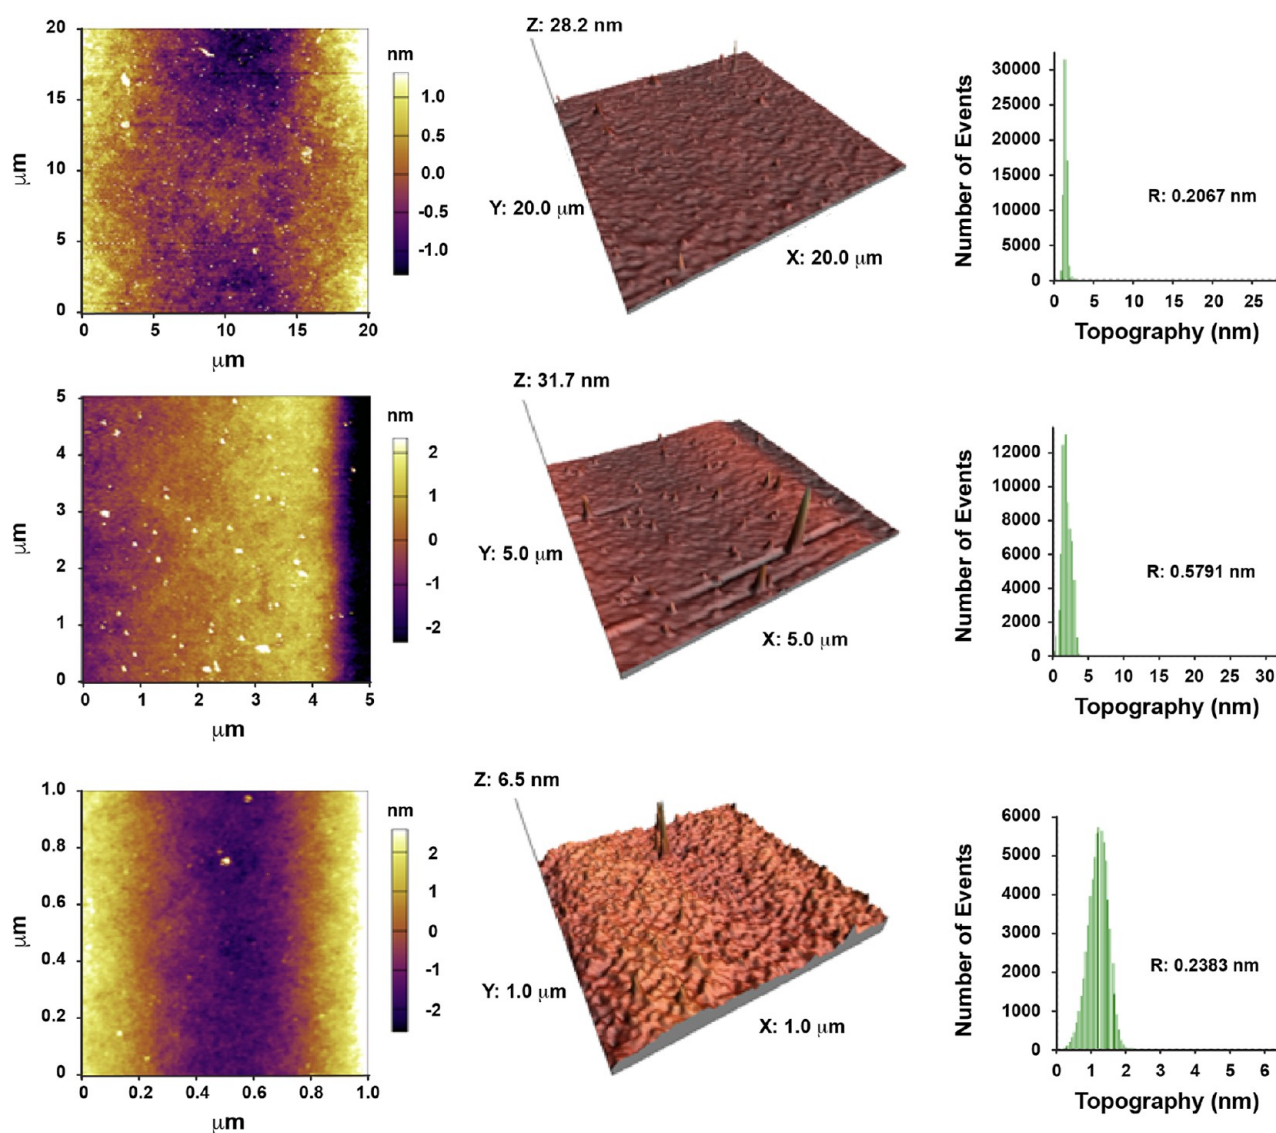 20
15
10
5
0
μm
0 5 10 15 20
μm
nm
1.0
0.5
0.0
-0.5
-1.0
Z: 28.2 nm
Y: 20.0 μm
X: 20.0 μm
Number of Events
30000
25000
20000
15000
10000
5000
0
R: 0.2067 nm
0 5 10 15 20 25
Topography (nm)
5
4
3
2
1
0
μm
0 1 2 3 4 5
μm
nm
2
1
0
-1
-2
Z: 31.7 nm
Y: 5.0 μm
X: 5.0 μm
Number of Events
12000
10000
8000
6000
4000
2000
0
R: 0.5791 nm
0 5 10 15 20 25 30
Topography (nm)
1.0
0.8
0.6
0.4
0.2
0
μm
0 0.2 0.4 0.6 0.8 1.0
μm
nm
2
1
0
-1
-2
Z: 6.5 nm
Y: 1.0 μm
X: 1.0 μm
Number of Events
6000
5000
4000
3000
2000
1000
0
R: 0.2383 nm
0 1 2 3 4 5 6
Topography (nm)